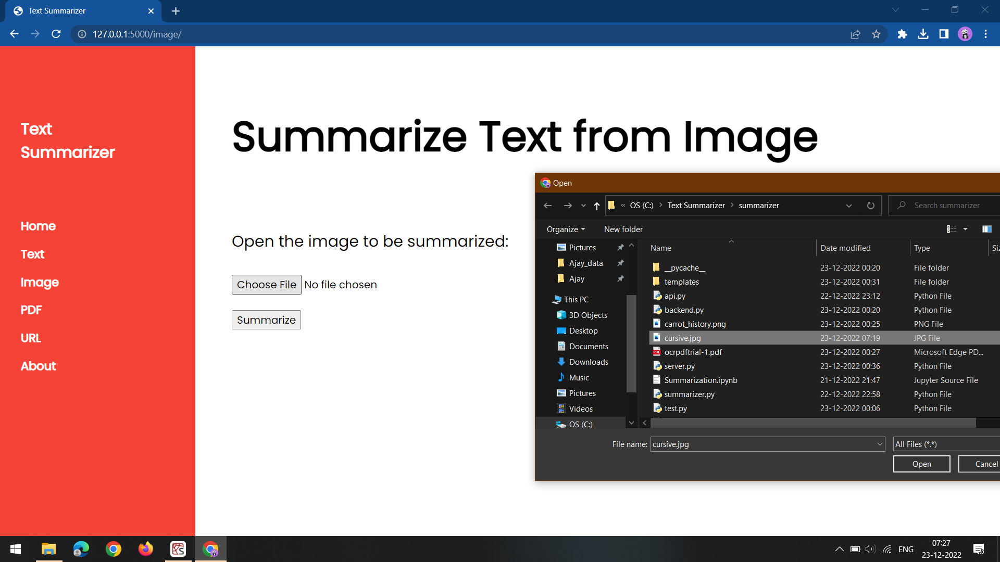 Text Summarizer
127.0.0.1:5000/image/
Text
Summarizer
Home
Text
Image
PDF
URL
About
Summarize Text from Image
Open the image to be summarized:
Choose File No file chosen
Summarize
Open
« OS (C:) > Text Summarizer > summarizer
Search summarizer
Organize New folder
Pictures
Ajay_data
Ajay
This PC
3D Objects
Desktop
Documents
Downloads
Music
Pictures
Videos
OS (C:)
Name Date modified Type Siz
__pycache__ 23-12-2022 00:20 File folder
templates 23-12-2022 00:31 File folder
api.py 22-12-2022 23:12 Python File
backend.py 23-12-2022 00:20 Python File
carrot_history.png 23-12-2022 00:25 PNG File
cursive.jpg 23-12-2022 07:19 JPG File
PDF ocrpdftrial-1.pdf 23-12-2022 00:27 Microsoft Edge PD...
server.py 23-12-2022 00:36 Python File
Summarization.ipynb 21-12-2022 21:47 Jupyter Source File
summarizer.py 22-12-2022 22:58 Python File
test.py 23-12-2022 00:06 Python File
File name: cursive.jpg All Files (*.*)
Open Cancel
ENG
07:27
23-12-2022